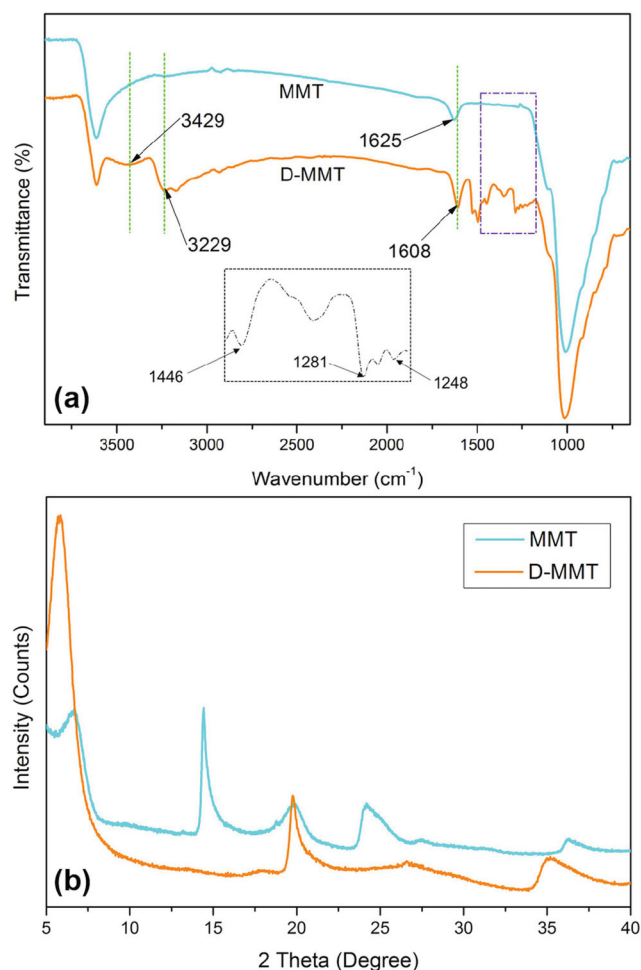 MMT
3429
1625
D-MMT
3229
1608
1446
1281
1248
(a)
Transmittance (%)
3500 3000 2500 2000 1500 1000
Wavenumber (cm⁻¹)
MMT
D-MMT
(b)
Intensity (Counts)
5 10 15 20 25 30 35 40
2 Theta (Degree)